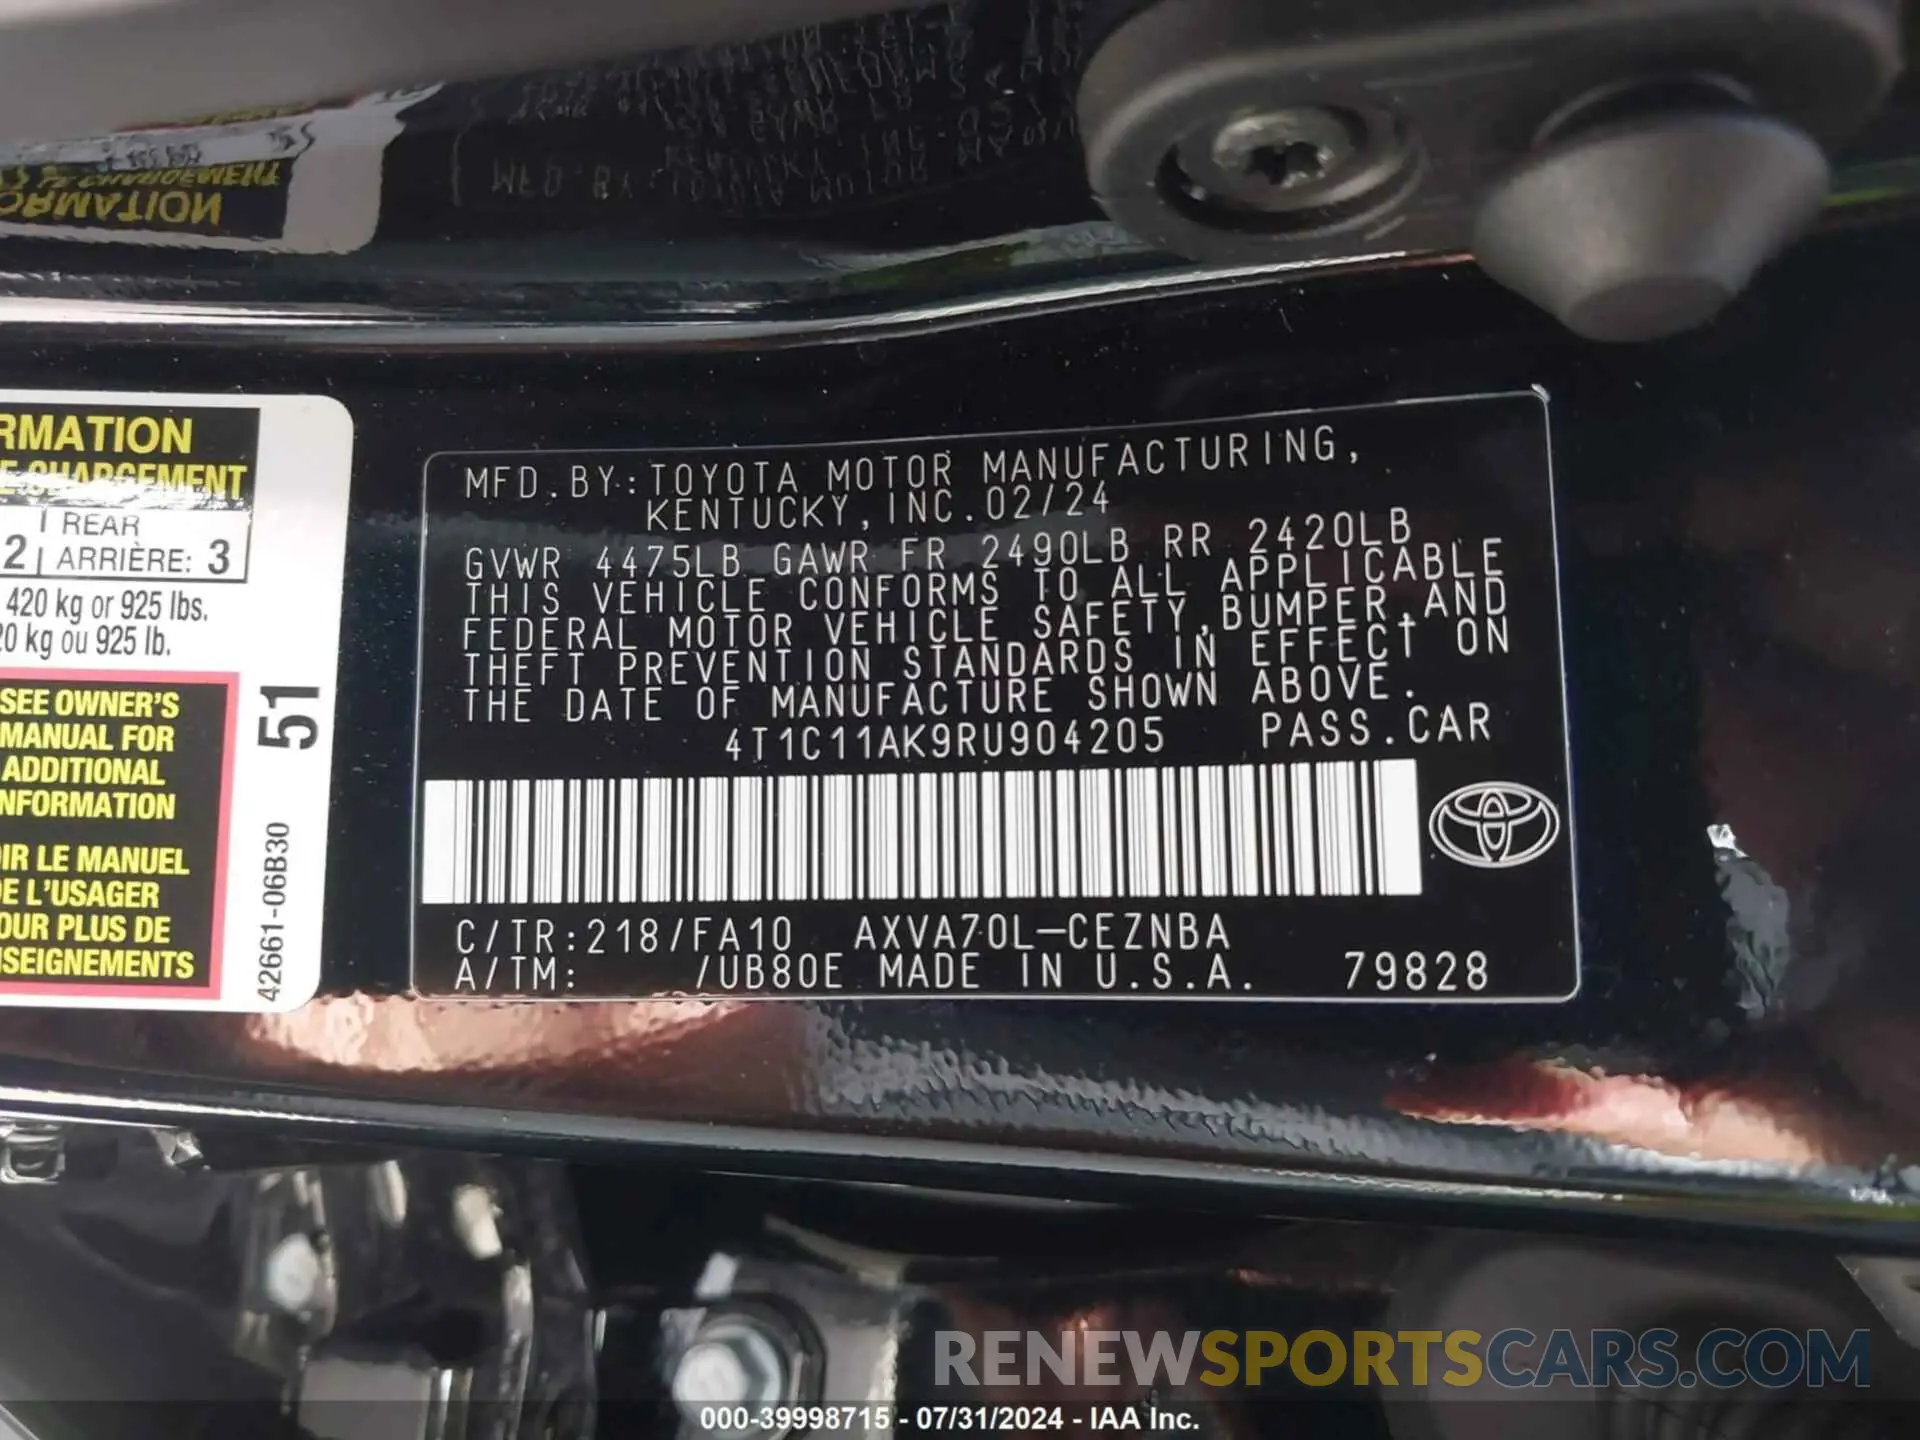 RMATION
E CHARGEMENT
2 | REAR
ARRIÈRE: 3
420 kg or 925 lbs.
20 kg ou 925 lb.
SEE OWNER'S
MANUAL FOR
ADDITIONAL
NFORMATION
IR LE MANUEL
E L'USAGER
OUR PLUS DE
ISEIGNEMENTS
51
42661-06B30
MFD.BY:TOYOTA MOTOR MANUFACTURING,
KENTUCKY,INC.02/24
GVWR 4475LB GAWR FR 2490LB RR 2420LB
THIS VEHICLE CONFORMS TO ALL APPLICABLE
FEDERAL MOTOR VEHICLE SAFETY,BUMPER,AND
THEFT PREVENTION STANDARDS IN EFFECT ON
THE DATE OF MANUFACTURE SHOWN ABOVE.
4T1C11AK9RU904205 PASS.CAR
C/TR:218/FA10 AXVA70L-CEZNBA
A/TM: /UB80E MADE IN U.S.A. 79828
RENEWSPORTSCARS.COM
000-39998715 - 07/31/2024 - IAA Inc.